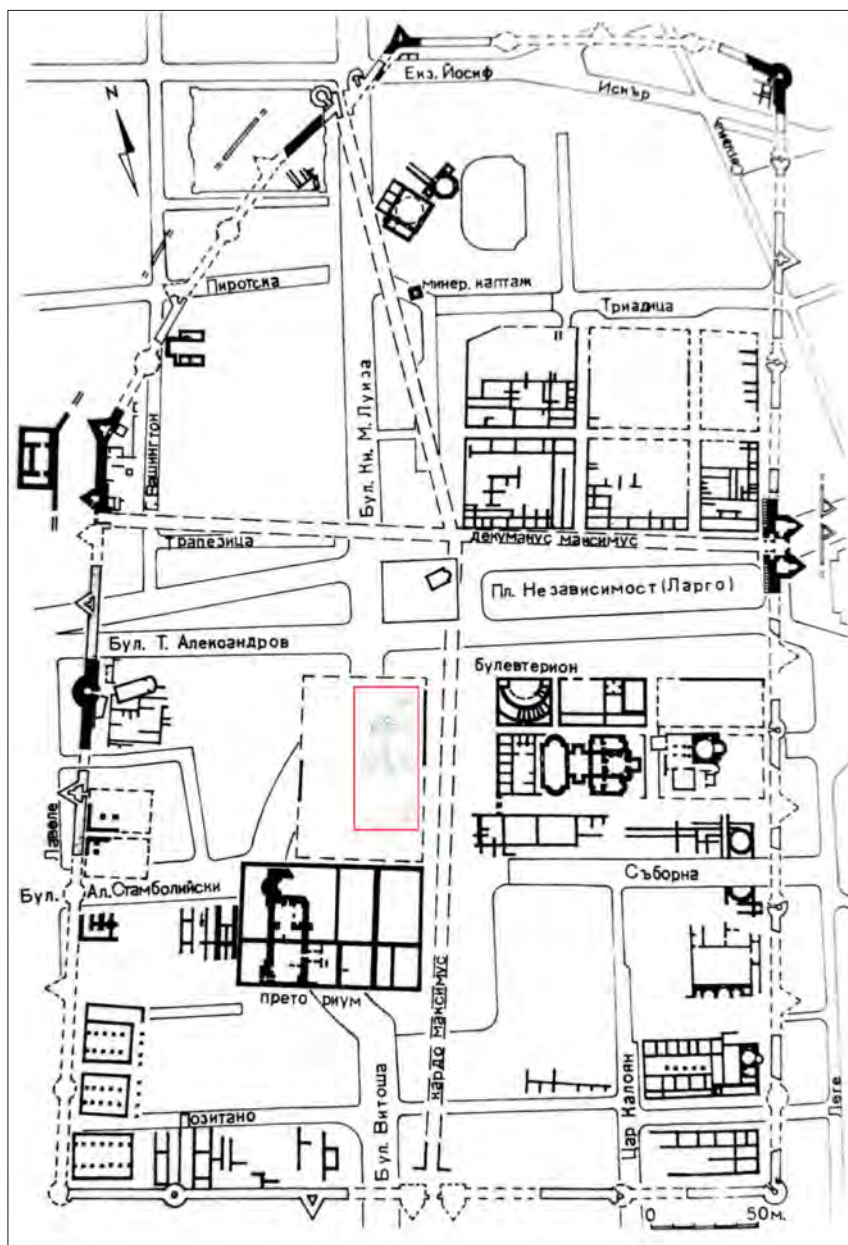 Екз. Йосиф
Искър
N
Пиротска
минер. каптаж
Триадица
Бул. Кн. М. Луиза
Вашингтон
Трапезица
декуманус максимус
Пл. Независимост (Ларго)
Бул. Т. Александров
булевтерион
Лавеле
Съборна
Бул. Ал. Стамболийски
прето риум
кардо максимус
Бул. Витоша
Цар Калоян
Леге
Позитано
0 50 м.